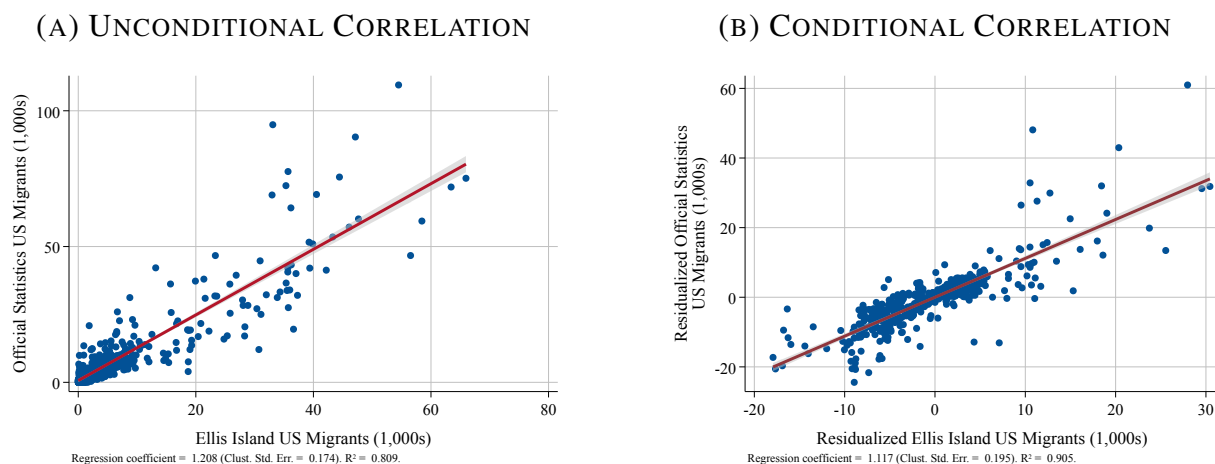 (A) UNCONDITIONAL CORRELATION
Official Statistics US Migrants (1,000s)
100
50
0
0 20 40 60 80
Ellis Island US Migrants (1,000s)
Regression coefficient = 1.208 (Clust. Std. Err. = 0.174). R² = 0.809.
(B) CONDITIONAL CORRELATION
Residualized Official Statistics
US Migrants (1,000s)
60
40
20
0
-20
-20 -10 0 10 20 30
Residualized Ellis Island US Migrants (1,000s)
Regression coefficient = 1.117 (Clust. Std. Err. = 0.195). R² = 0.905.